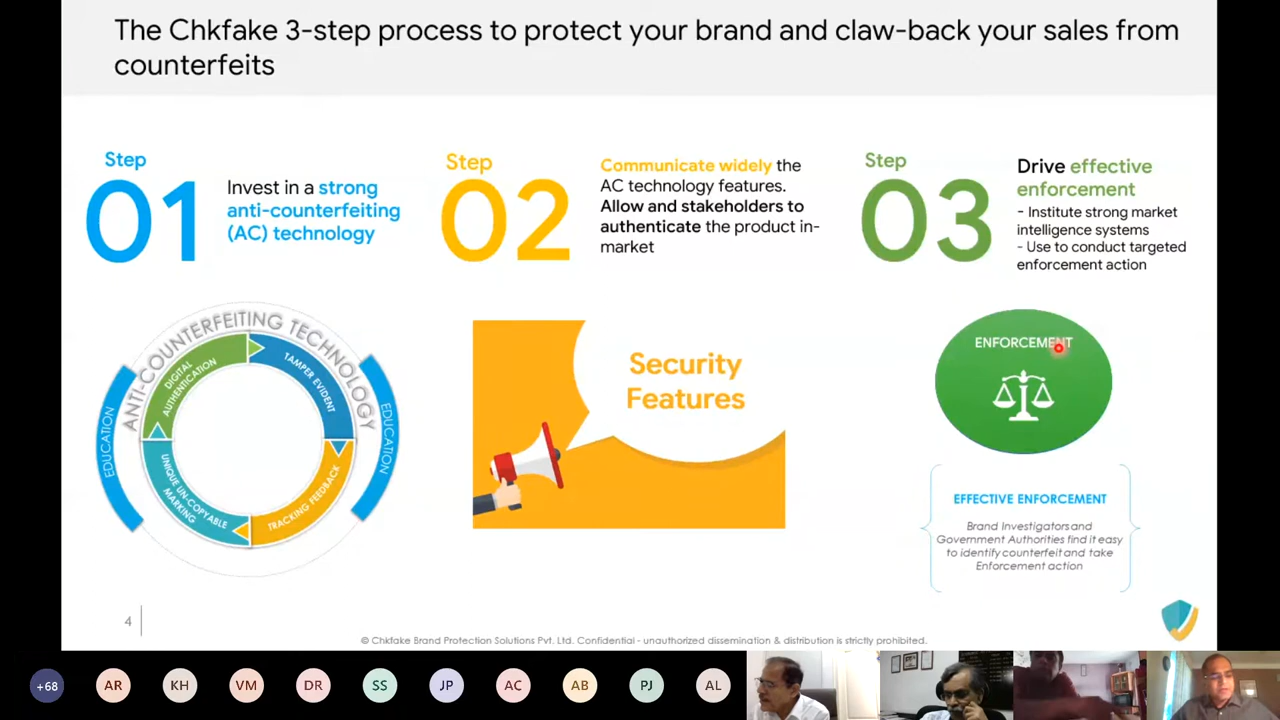 The Chkfake 3-step process to protect your brand and claw-back your sales from
counterfeits
Step
01
Invest in a strong
anti-counterfeiting
(AC) technology
Step
02
Communicate widely the
AC technology features.
Allow and stakeholders to
authenticate the product in-
market
Step
03
Drive effective
enforcement
- Institute strong market
intelligence systems
- Use to conduct targeted
enforcement action
ANTI-COUNTERFEITING TECHNOLOGY
EDUCATION
DIGITAL
AUTHENTICATION
TAMPER EVIDENT
TRACKING FEEDBACK
UNIQUE UN-COPYABLE
MARKING
EDUCATION
Security
Features
ENFORCEMENT
EFFECTIVE ENFORCEMENT
Brand Investigators and
Government Authorities find it easy
to identify counterfeit and take
Enforcement action
4
© Chkfake Brand Protection Solutions Pvt. Ltd. Confidential - unauthorized dissemination & distribution is strictly prohibited.
+68
AR
KH
VM
DR
SS
JP
AC
AB
PJ
AL